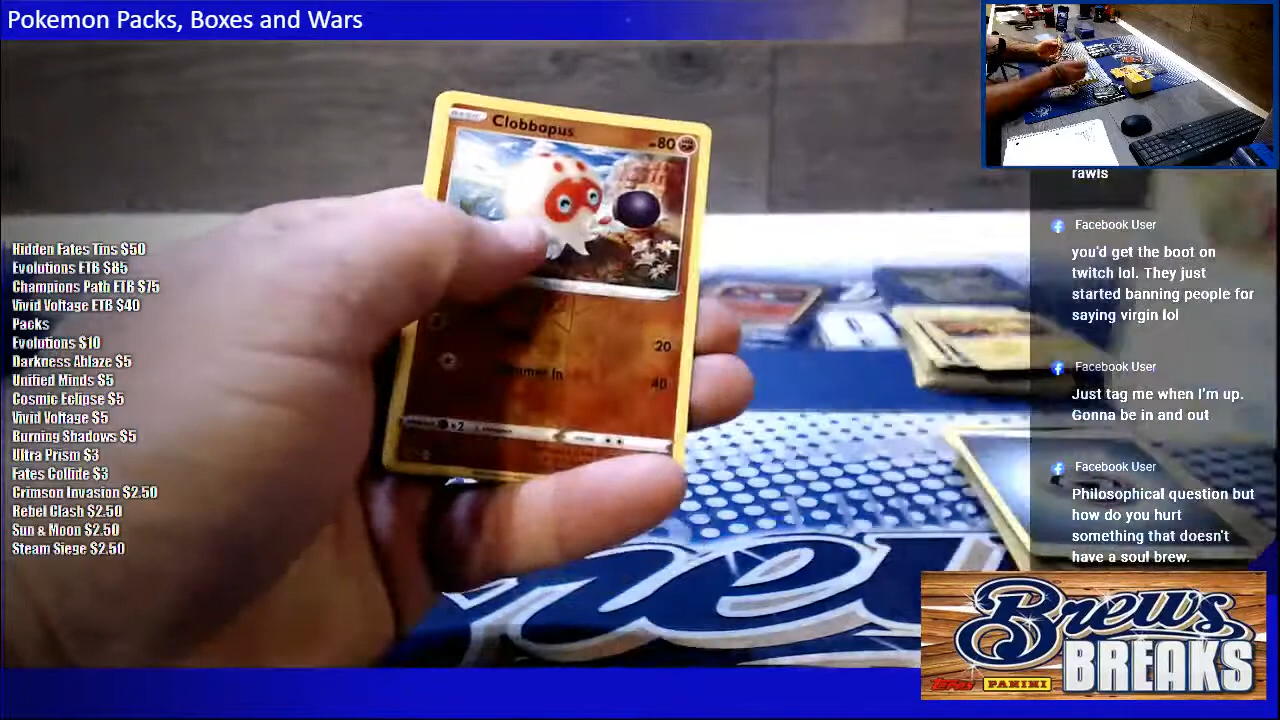 Pokemon Packs, Boxes and Wars
Clobbopus
80
20
40
x2
Hidden Fates Tins $50
Evolutions ETB $85
Champions Path ETB $75
Vivid Voltage ETB $40
Packs
Evolutions $10
Darkness Ablaze $5
Unified Minds $5
Cosmic Eclipse $5
Vivid Voltage $5
Burning Shadows $5
Ultra Prism $3
Fates Collide $3
Crimson Invasion $2.50
Rebel Clash $2.50
Sun & Moon $2.50
Steam Siege $2.50
rawls
Facebook User
you'd get the boot on
twitch lol. They just
started banning people for
saying virgin lol
Facebook User
Just tag me when I'm up.
Gonna be in and out
Facebook User
Philosophical question but
how do you hurt
something that doesn't
have a soul brew.
Brews
BREAKS
Topps PANINI